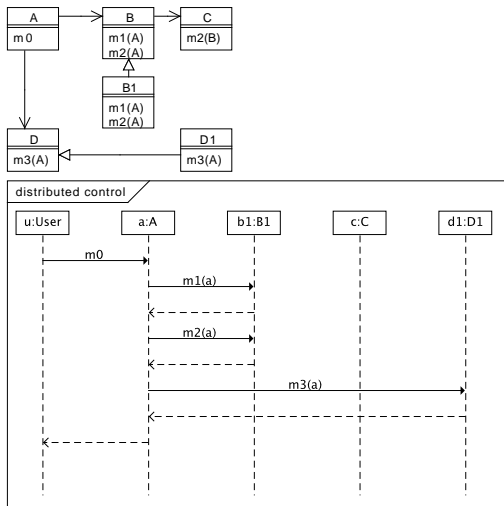 A
m0
B
m1(A)
m2(A)
C
m2(B)
B1
m1(A)
m2(A)
D
m3(A)
D1
m3(A)
distributed control
u:User
a:A
b1:B1
c:C
d1:D1
m0
m1(a)
m2(a)
m3(a)